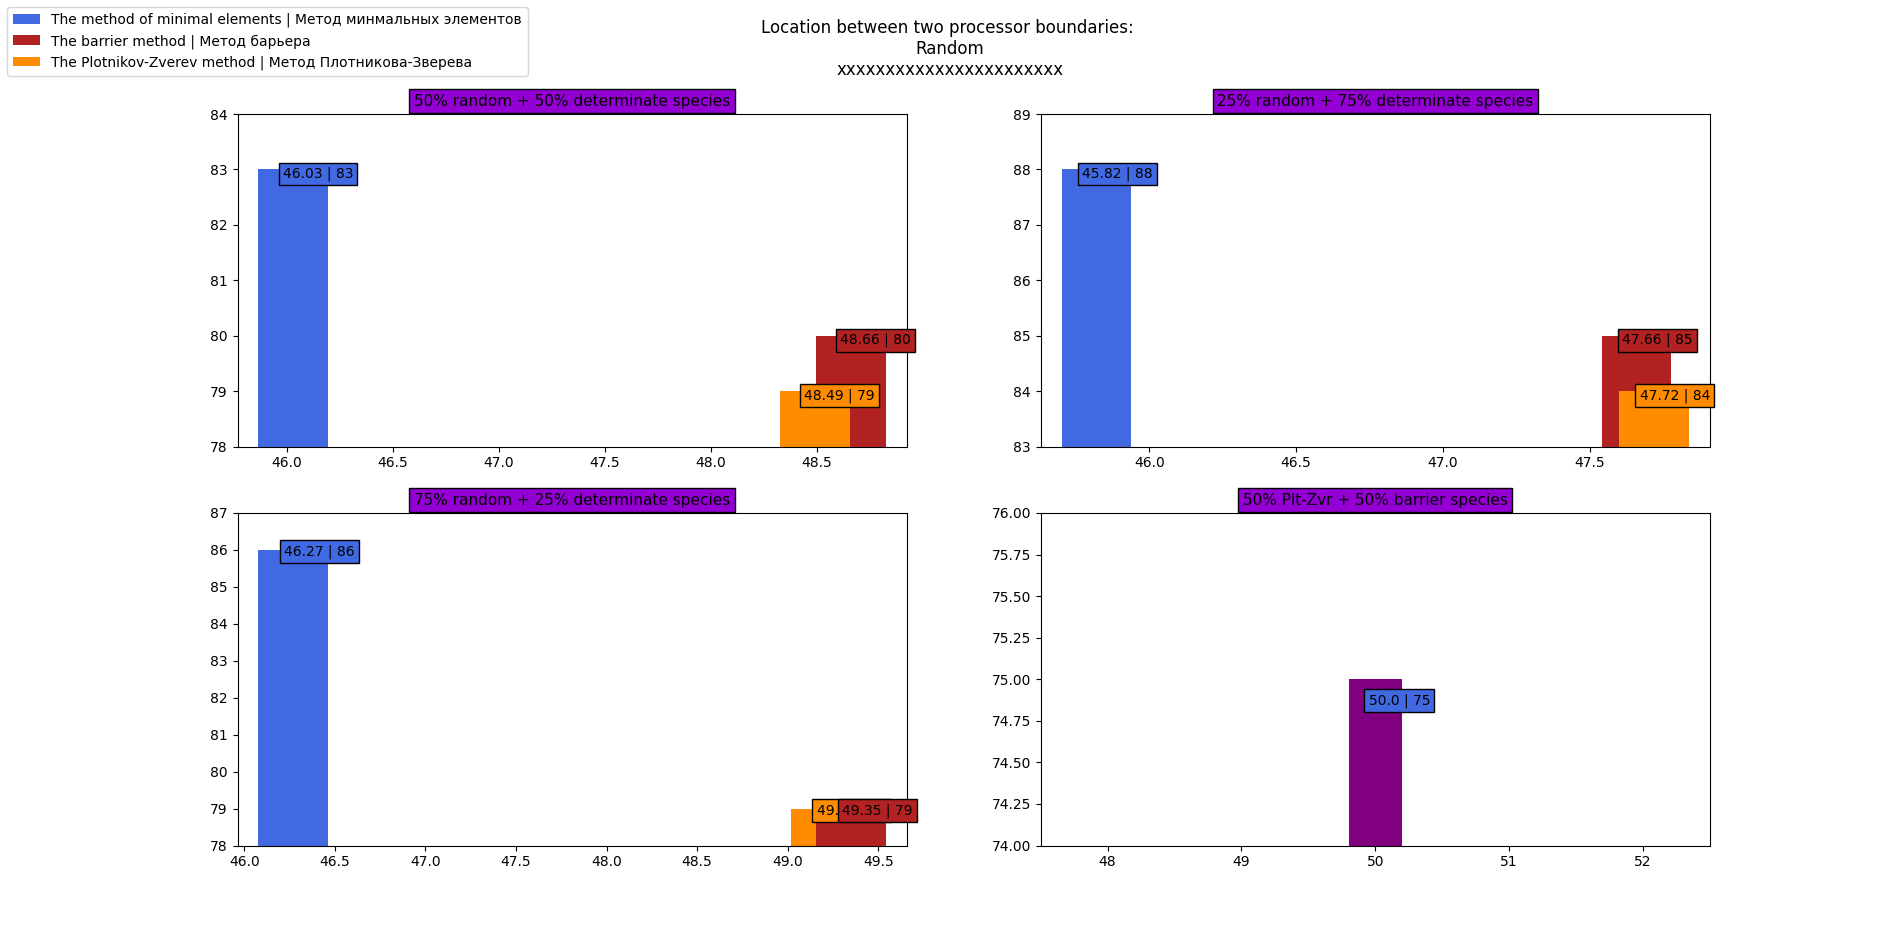 The method of minimal elements | Метод минмальных элементов
The barrier method | Метод барьера
The Plotnikov-Zverev method | Метод Плотникова-Зверева
Location between two processor boundaries:
Random
xxxxxxxxxxxxxxxxxxxxxxx
50% random + 50% determinate species
84
83
82
81
80
79
78
46.03 | 83
48.66 | 80
48.49 | 79
46.0 46.5 47.0 47.5 48.0 48.5
25% random + 75% determinate species
89
88
87
86
85
84
83
45.82 | 88
47.66 | 85
47.72 | 84
46.0 46.5 47.0 47.5
75% random + 25% determinate species
87
86
85
84
83
82
81
80
79
78
46.27 | 86
49.35 | 79
46.0 46.5 47.0 47.5 48.0 48.5 49.0 49.5
50% Plt-Zvr + 50% barrier species
76.00
75.75
75.50
75.25
75.00
74.75
74.50
74.25
74.00
50.0 | 75
48 49 50 51 52